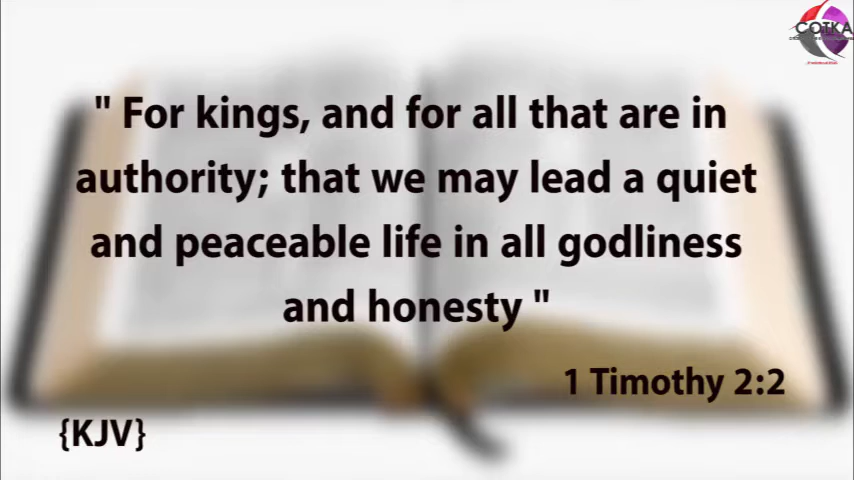 COTKA
" For kings, and for all that are in
authority; that we may lead a quiet
and peaceable life in all godliness
and honesty "
1 Timothy 2:2
{KJV}